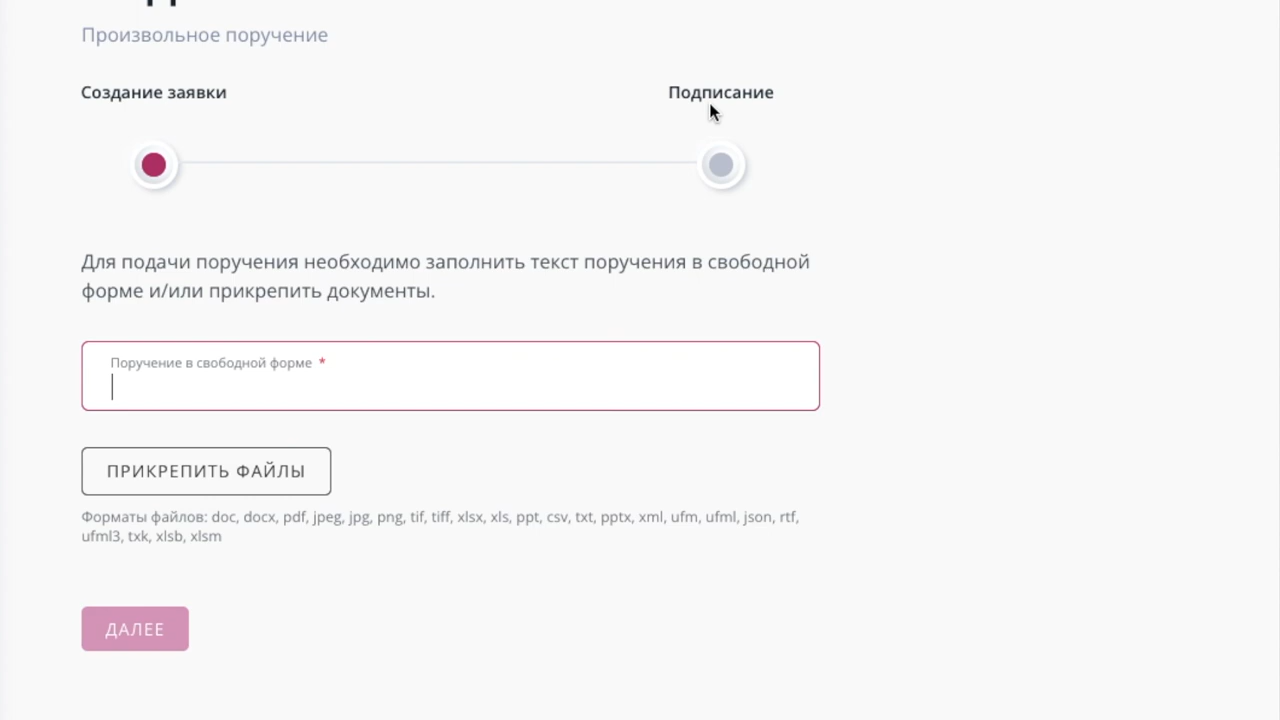 Произвольное поручение
Создание заявки
Подписание
Для подачи поручения необходимо заполнить текст поручения в свободной
форме и/или прикрепить документы.
Поручение в свободной форме *
ПРИКРЕПИТЬ ФАЙЛЫ
Форматы файлов: doc, docx, pdf, jpeg, jpg, png, tif, tiff, xlsx, xls, ppt, csv, txt, pptx, xml, ufm, ufml, json, rtf,
ufml3, txk, xlsb, xlsm
ДАЛЕЕ